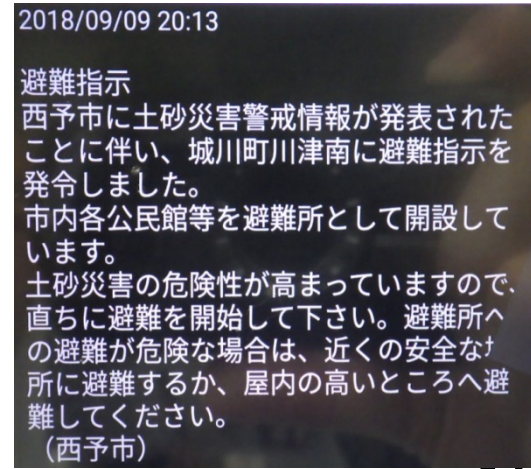 2018/09/09 20:13
避難指示
西予市に土砂災害警戒情報が発表された
ことに伴い、城川町川津南に避難指示を
発令しました。
市内各公民館等を避難所として開設して
います。
土砂災害の危険性が高まっていますので、
直ちに避難を開始して下さい。避難所へ
の避難が危険な場合は、近くの安全な
所に避難するか、屋内の高いところへ避
難してください。
（西予市）